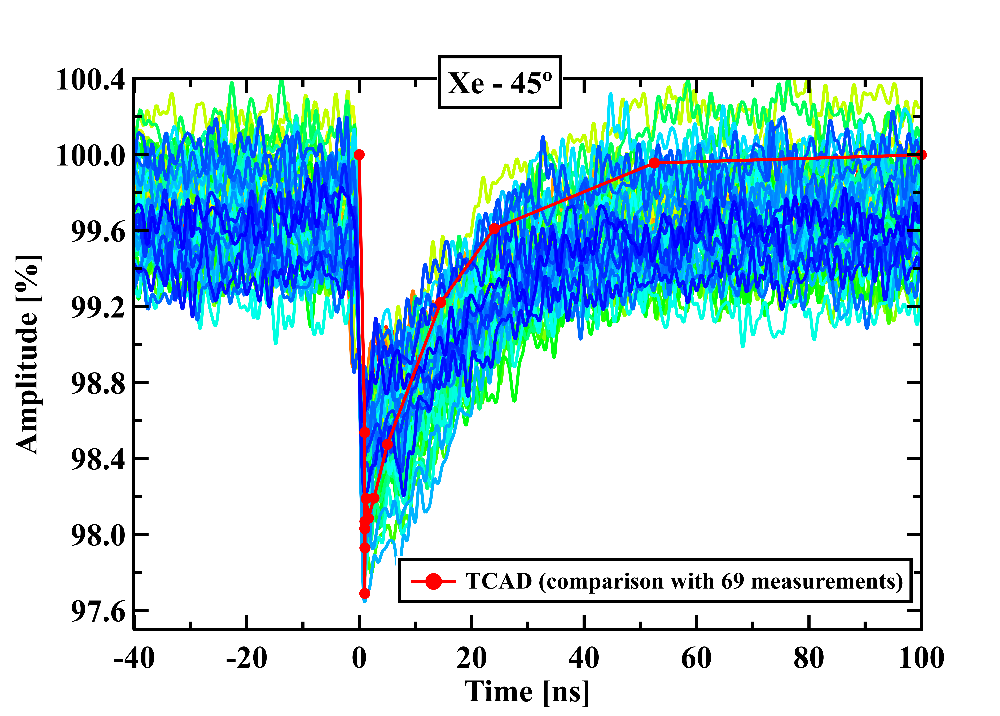 Xe - 45º
100.4
100.0
99.6
99.2
98.8
98.4
98.0
97.6
Amplitude [%]
TCAD (comparison with 69 measurements)
-40 -20 0 20 40 60 80 100
Time [ns]